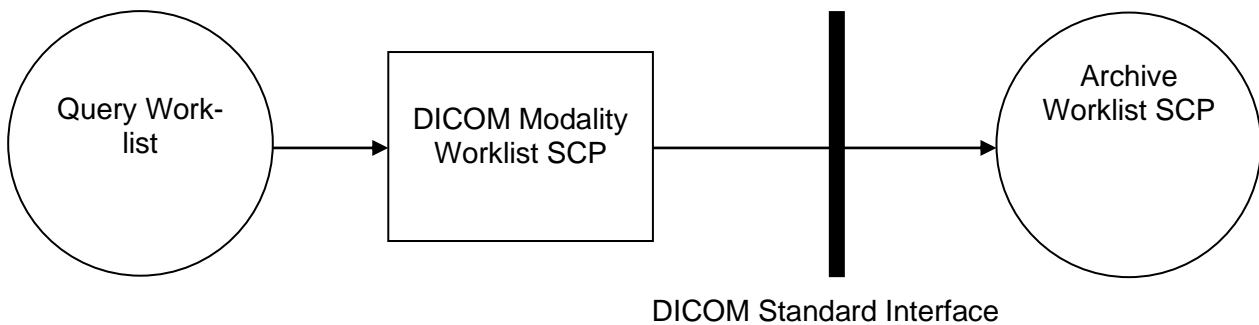 Query Work-
list
DICOM Modality
Worklist SCP
Archive
Worklist SCP
DICOM Standard Interface